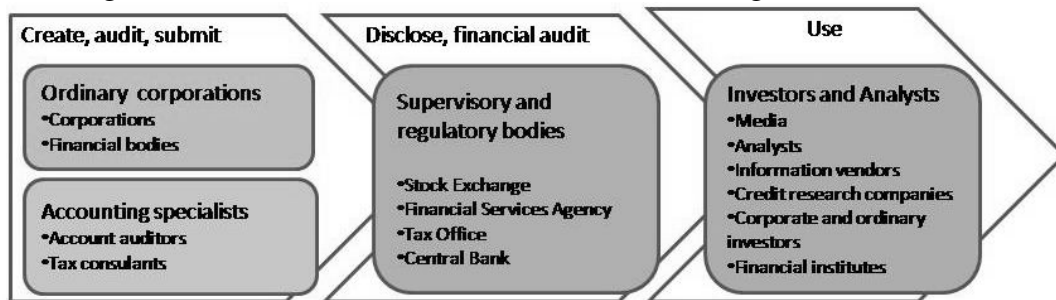 Create, audit, submit
Ordinary corporations
•Corporations
•Financial bodies
Accounting specialists
•Account auditors
•Tax consulants
Disclose, financial audit
Supervisory and
regulatory bodies
•Stock Exchange
•Financial Services Agency
•Tax Office
•Central Bank
Use
Investors and Analysts
•Media
•Analysts
•Information vendors
•Credit research companies
•Corporate and ordinary
investors
•Financial institutes